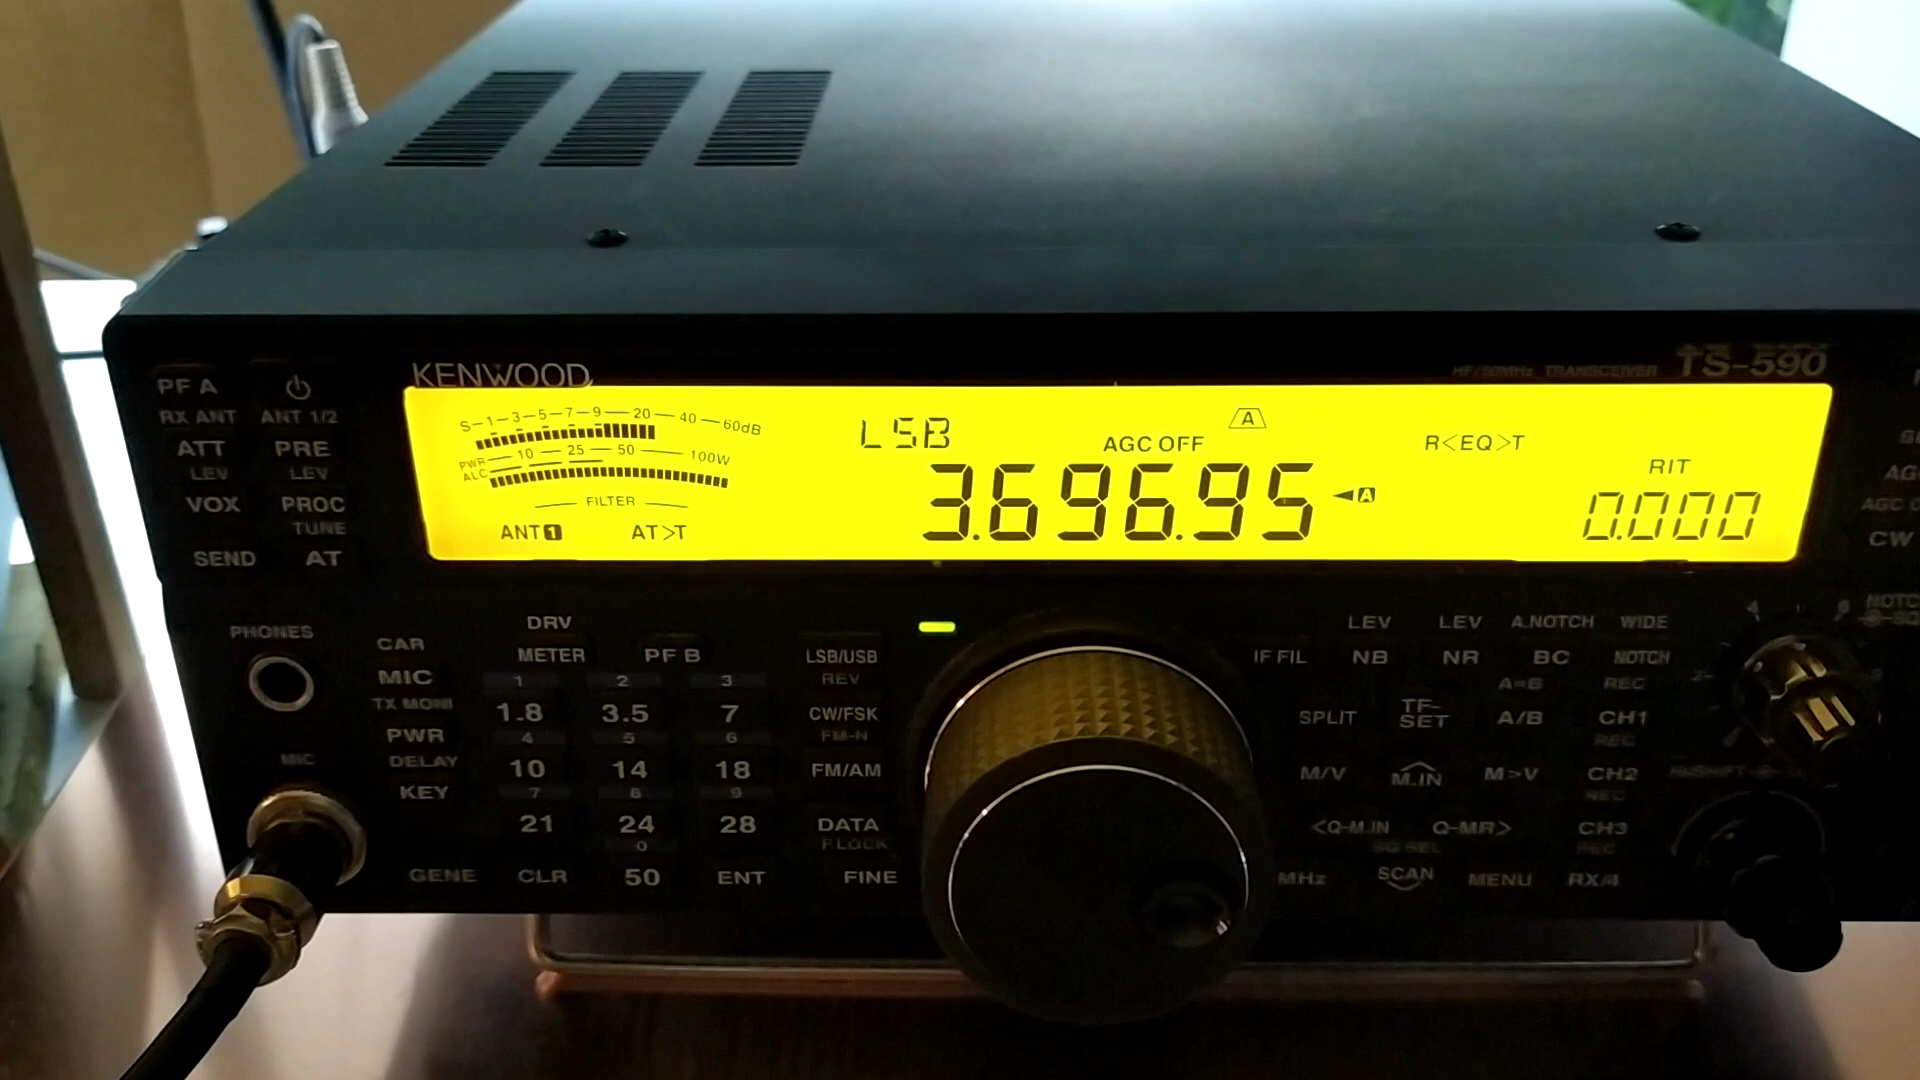 KENWOOD
HF/50MHz TRANSCEIVER TS-590
PF A
RX ANT ANT 1/2
ATT PRE
LEV LEV
VOX PROC
TUNE
SEND AT
S-1-3-5-7-9-20-40-60dB
PWR 10 25 50 100W
ALC
FILTER
ANT 1 AT>T
LSB
AGC OFF
A
3.696.95
A
R<EQ>T
RIT
0.000
AGC
CW
PHONES
CAR
MIC
TX MONI
PWR
DELAY
KEY
MIC
DRV
METER PF B
1 2 3
1.8 3.5 7
4 5 6
10 14 18
7 8 9
21 24 28
0
GENE CLR 50 ENT
LSB/USB
REV
CW/FSK
FM-N
FM/AM
DATA
F.LOCK
FINE
LEV LEV A.NOTCH WIDE
IF FIL NB NR BC NOTCH
A=B REC
SPLIT TF-SET A/B CH1
REC
M/V M.IN M>V CH2
REC
<Q-M.IN Q-MR> CH3
SG SEL REC
MHz SCAN MENU RX/4
4 6